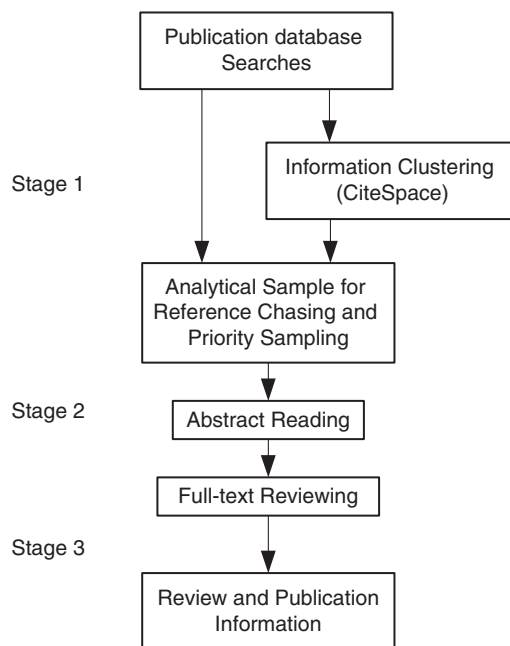 Publication database
Searches
Stage 1
Information Clustering
(CiteSpace)
Analytical Sample for
Reference Chasing and
Priority Sampling
Stage 2
Abstract Reading
Full-text Reviewing
Stage 3
Review and Publication
Information